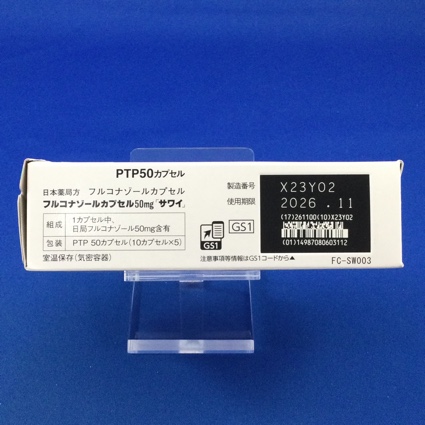 PTP50カプセル
日本薬局方 フルコナゾールカプセル
フルコナゾールカプセル50mg「サワイ」
組成 1カプセル中、
日局フルコナゾール50mg含有
包装 PTP 50カプセル(10カプセル×5)
室温保存(気密容器)
製造番号 X23Y02
使用期限 2026 . 11
(17)261100(10)X23Y02
GS1
GS1
(01)14987080603112
注意事項等情報はGS1コードから▲
FC-SW003